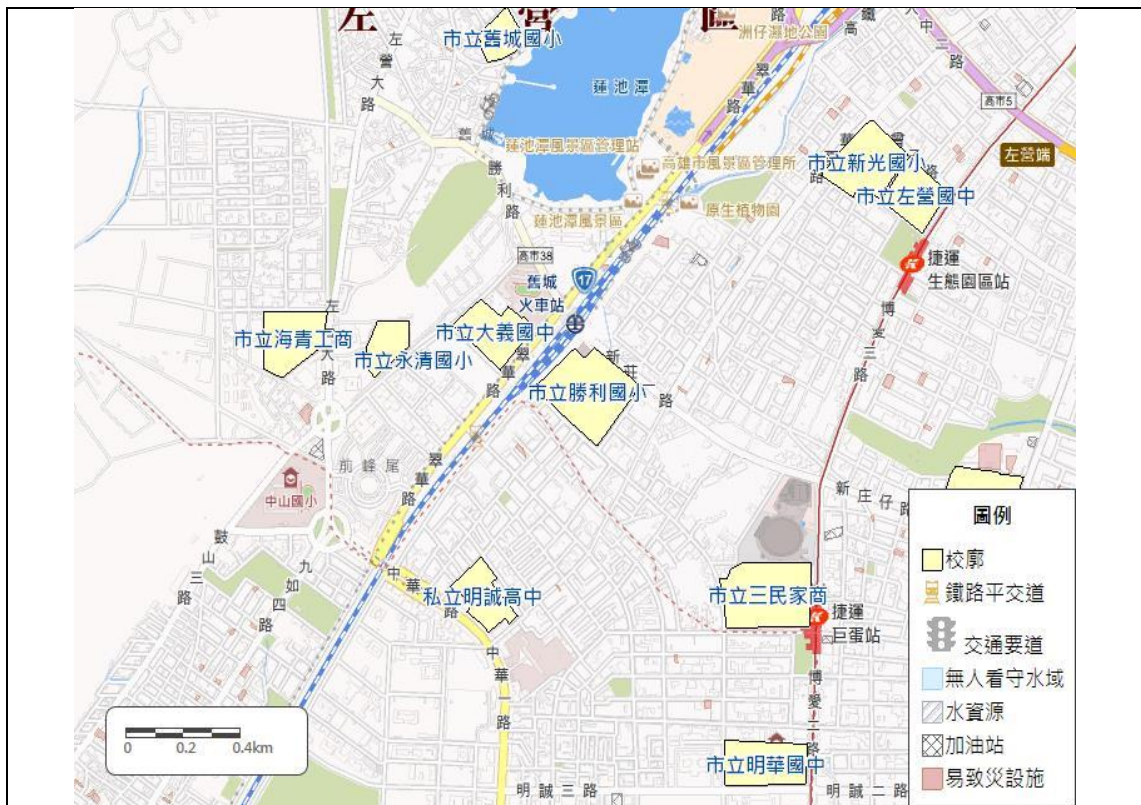 左營區
市立舊城國小
洲仔濕地公園
左營大路
蓮池潭
翠華路
高市5
左營端
蓮池潭風景區管理站
高雄市風景區管理所
市立新光國小
市立左營國中
勝利路
原生植物園
蓮池潭風景區
高市38
17
捷運
生態園區站
舊城
火車站
博愛三路
市立海青工商
左
大路
市立永清國小
市立大義國中
翠華路
新莊一路
市立勝利國小
前峰尾
翠華路
中山國小
新庄仔路
鼓山三路
九如四路
中華
路
私立明誠高中
市立三民家商
捷運
巨蛋站
中華一路
博愛二路
市立明華國中
明誠三路
明誠二路
0 0.2 0.4km
圖例
校廓
鐵路平交道
交通要道
無人看守水域
水資源
加油站
易致災設施